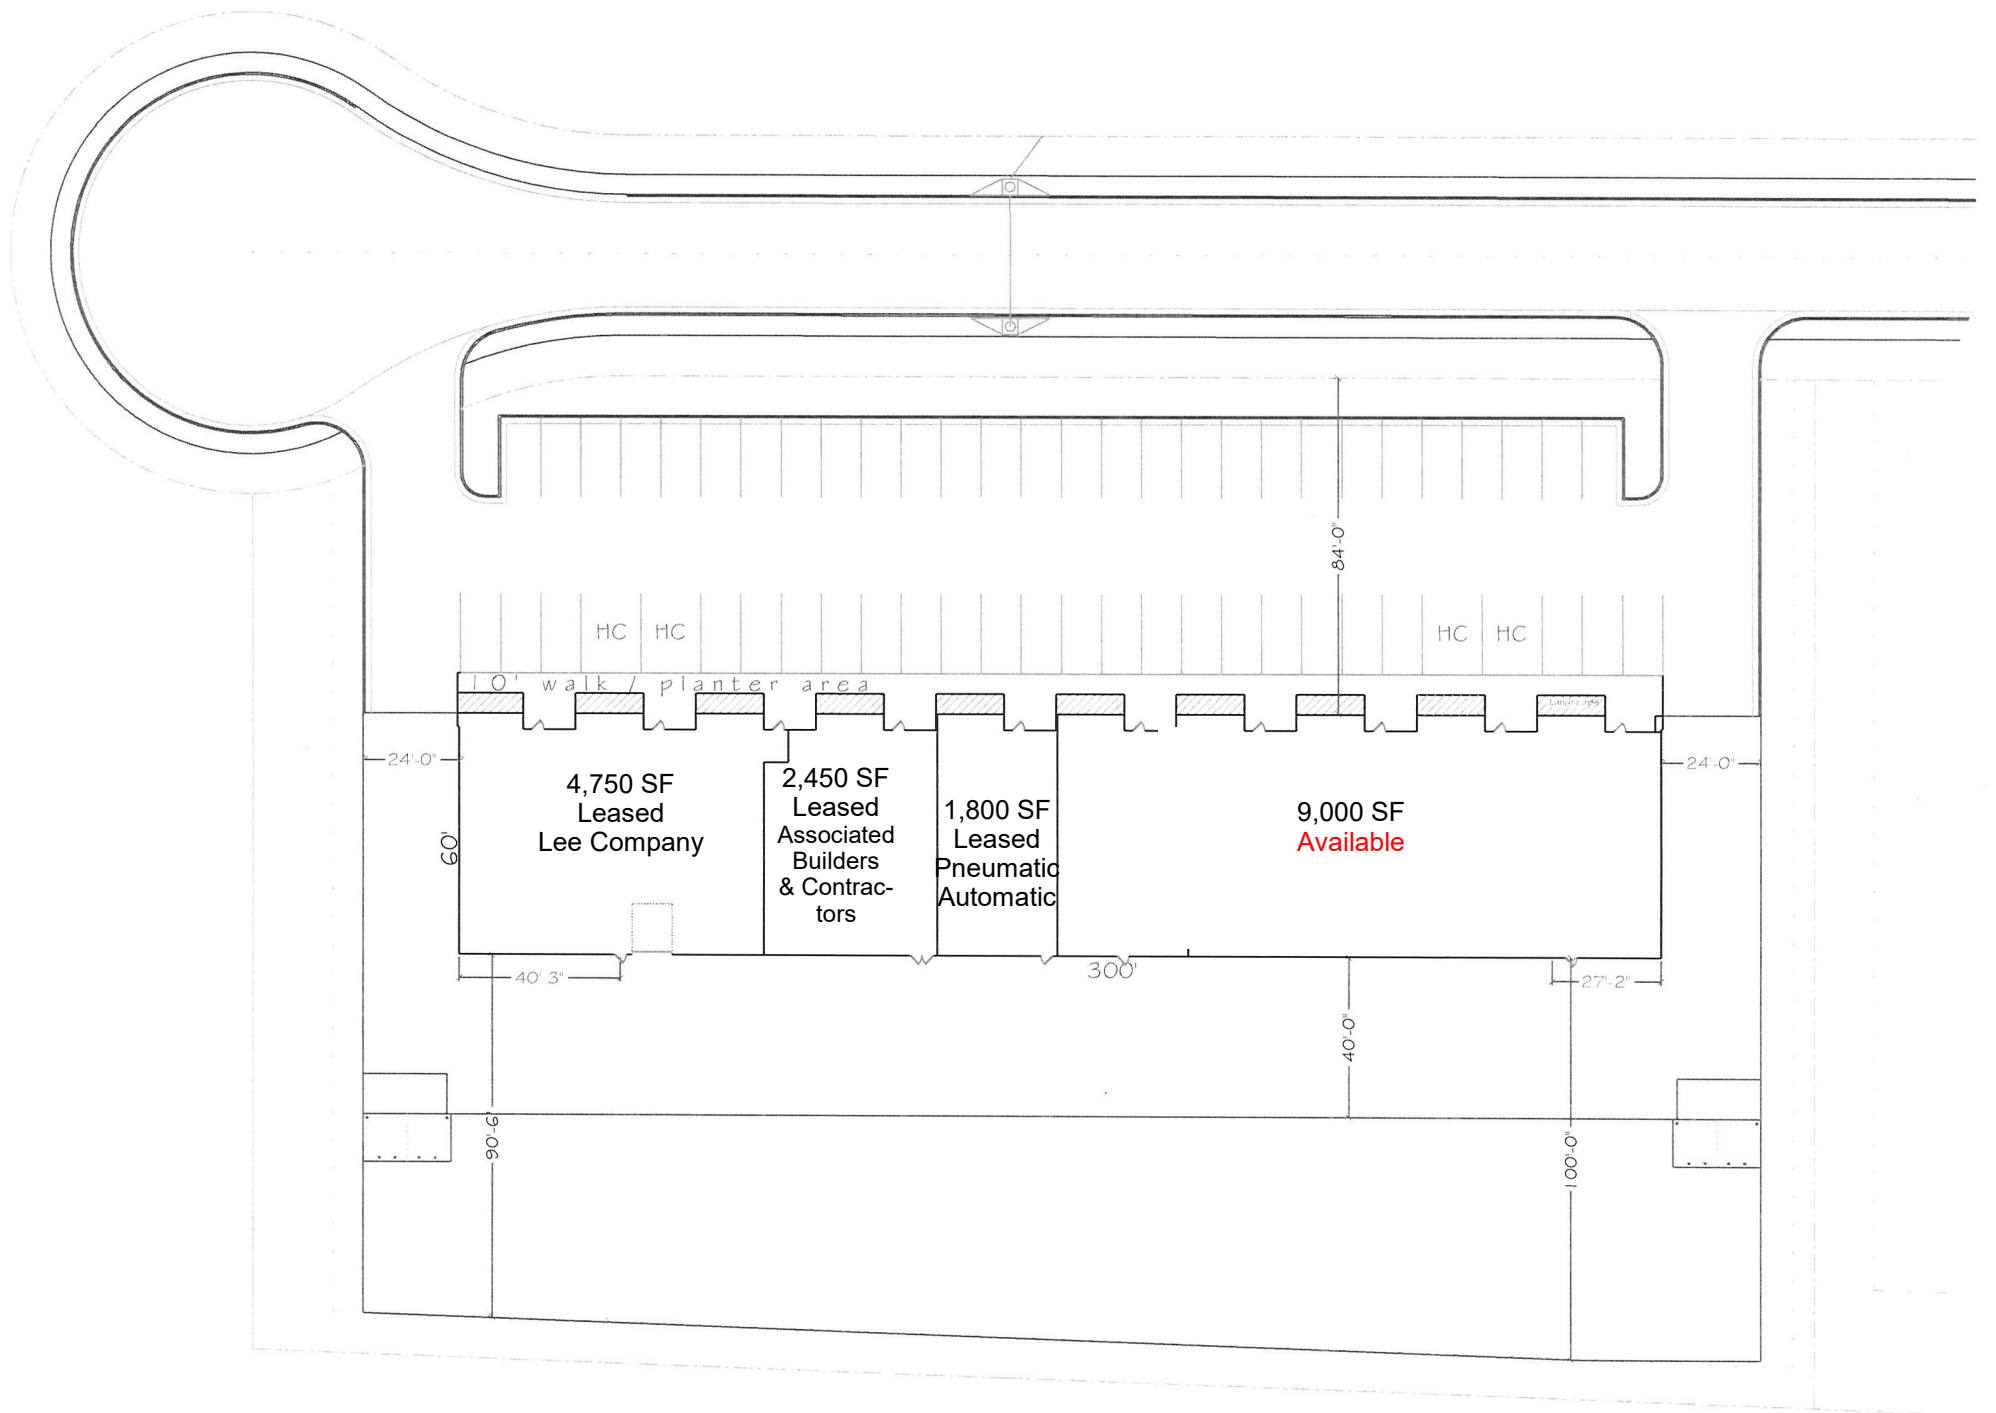 84'-0"
HC HC
HC HC
10' walk / planter area
Landscape
24'-0"
24'-0"
60'
4,750 SF
Leased
Lee Company
2,450 SF
Leased
Associated
Builders
& Contrac-
tors
1,800 SF
Leased
Pneumatic
Automatic
9,000 SF
Available
40'-3"
300'
27'-2"
40'-0"
90'-6
100'-0"